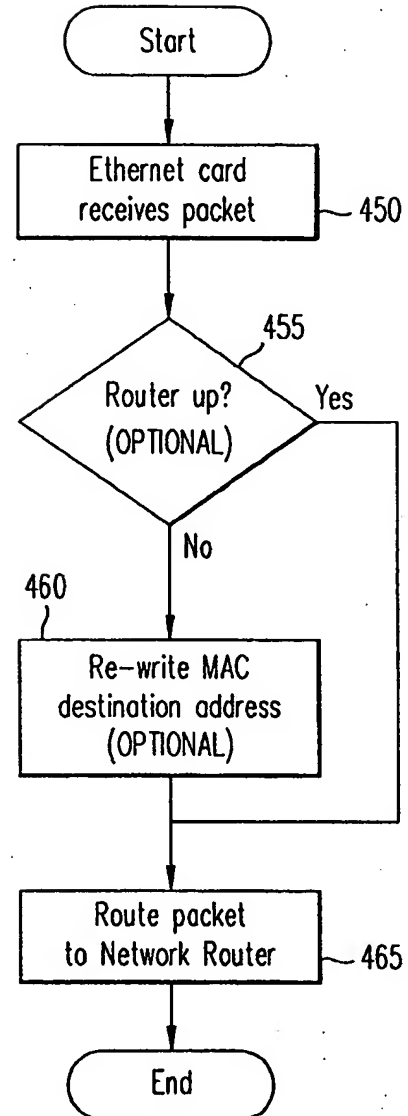 Start
Ethernet card
receives packet
450
455
Router up?
(OPTIONAL)
Yes
No
460
Re-write MAC
destination address
(OPTIONAL)
Route packet
to Network Router
465
End